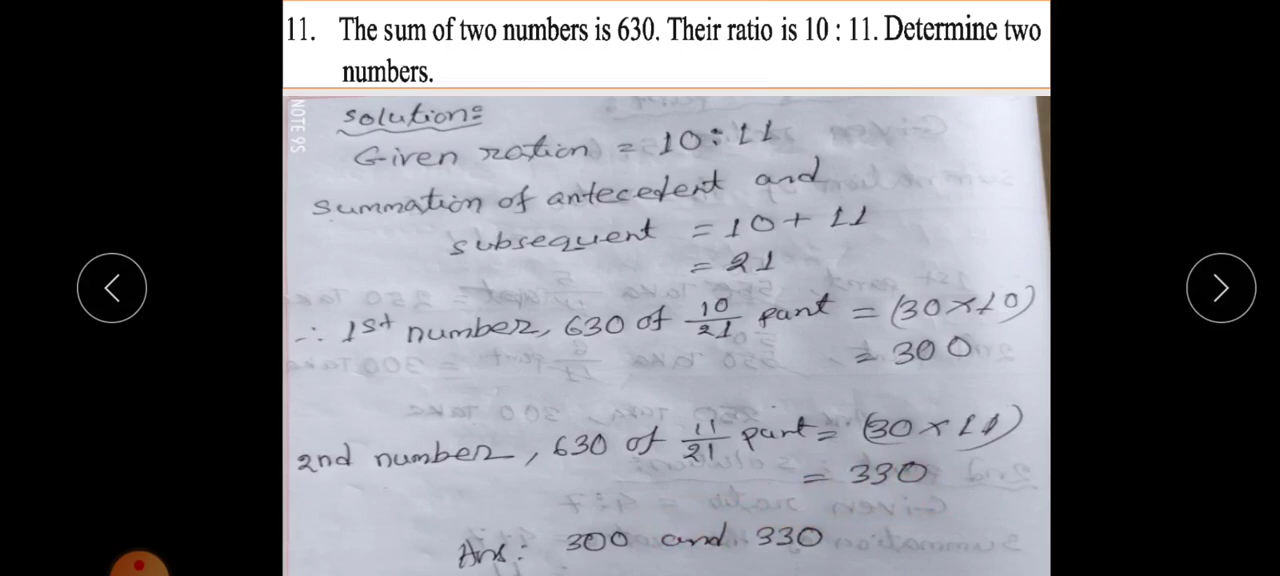 11. The sum of two numbers is 630. Their ratio is 10 : 11. Determine two
numbers.
NOTE 9S
Solution:
Given ration = 10:11
Summation of antecedent and
subsequent = 10 + 11
= 21
∴ 1st number, 630 of 10/21 part = (30×10)
= 300
2nd number, 630 of 11/21 part = (30×11)
= 330
Ans: 300 and 330